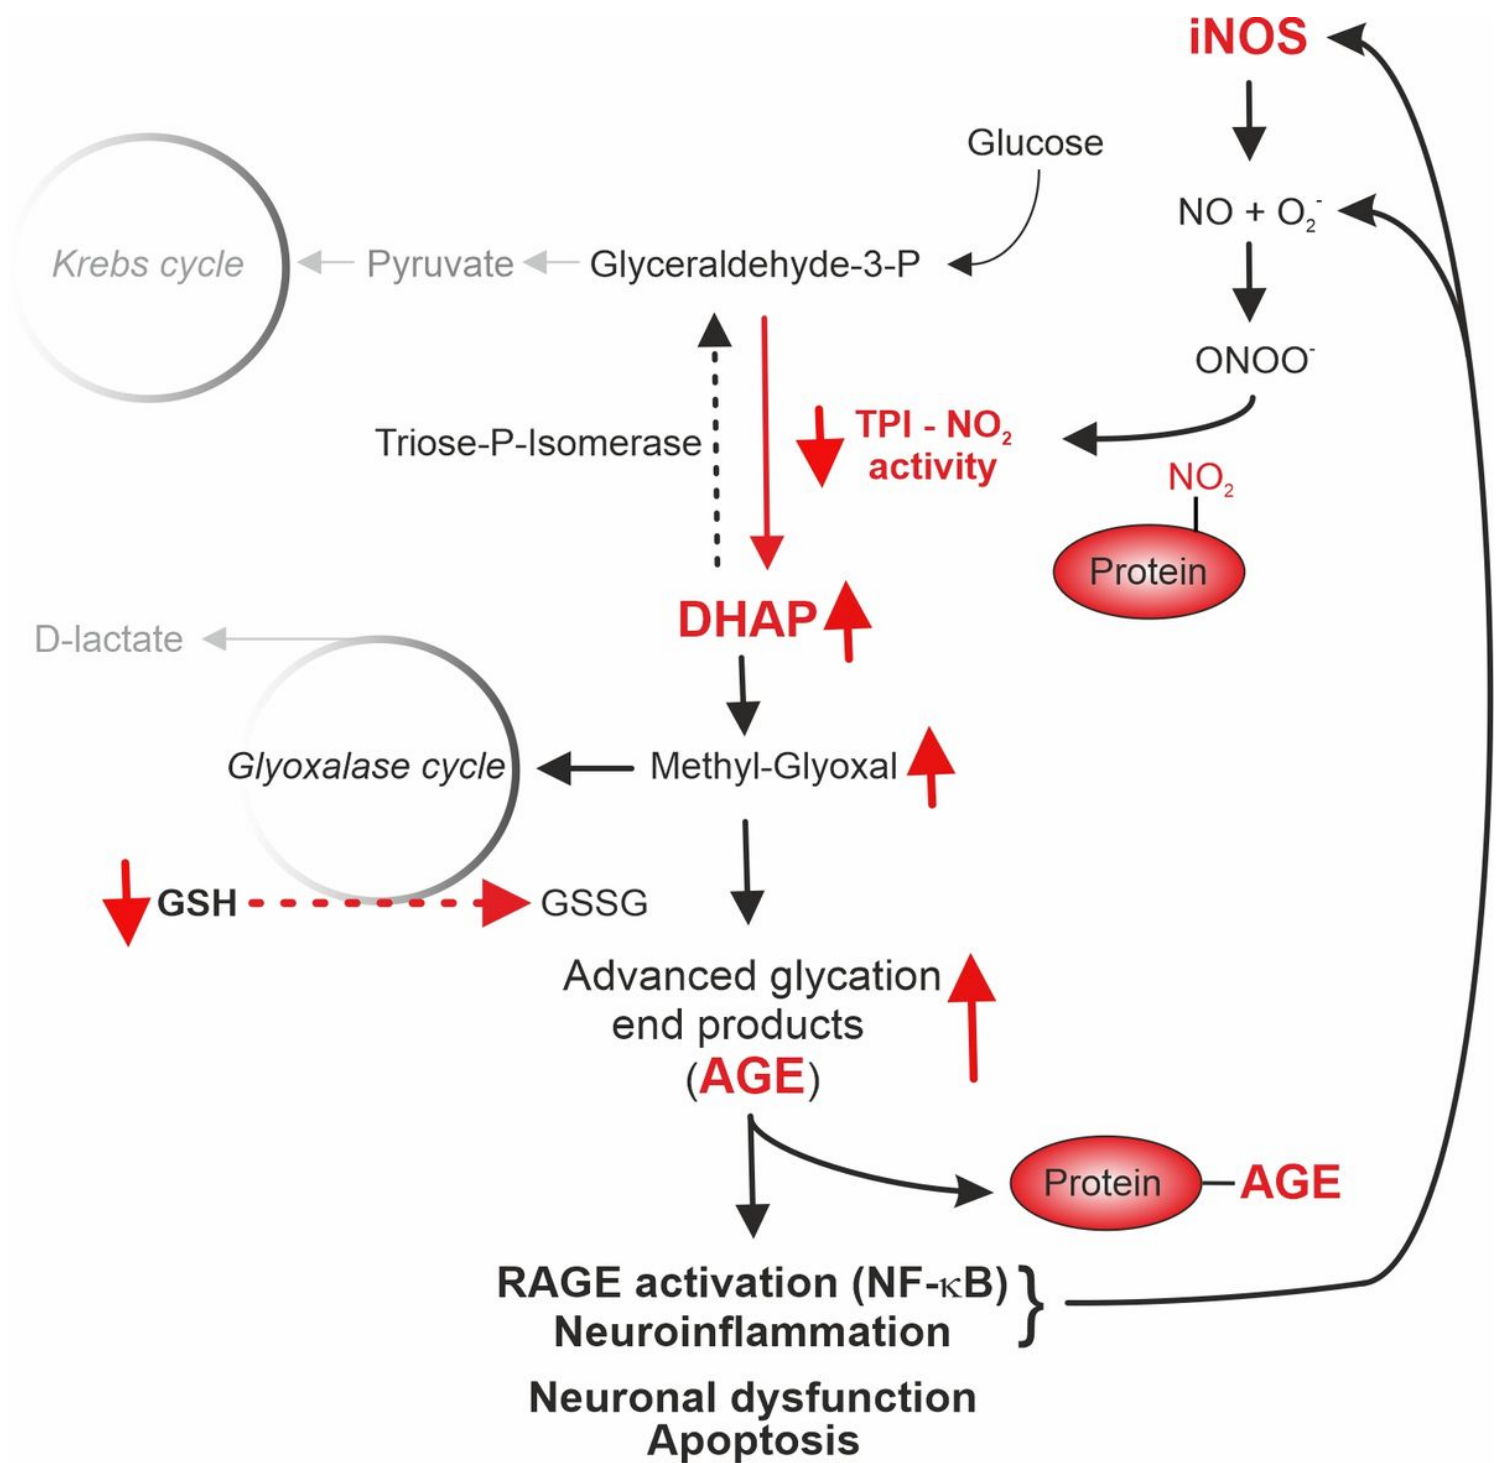 iNOS
Glucose
NO + O₂⁻
Krebs cycle
Pyruvate
Glyceraldehyde-3-P
ONOO⁻
Triose-P-Isomerase
TPI - NO₂
activity
NO₂
Protein
DHAP
D-lactate
Glyoxalase cycle
Methyl-Glyoxal
GSH
GSSG
Advanced glycation
end products
(AGE)
Protein
AGE
RAGE activation (NF-κB)
Neuroinflammation
}
Neuronal dysfunction
Apoptosis